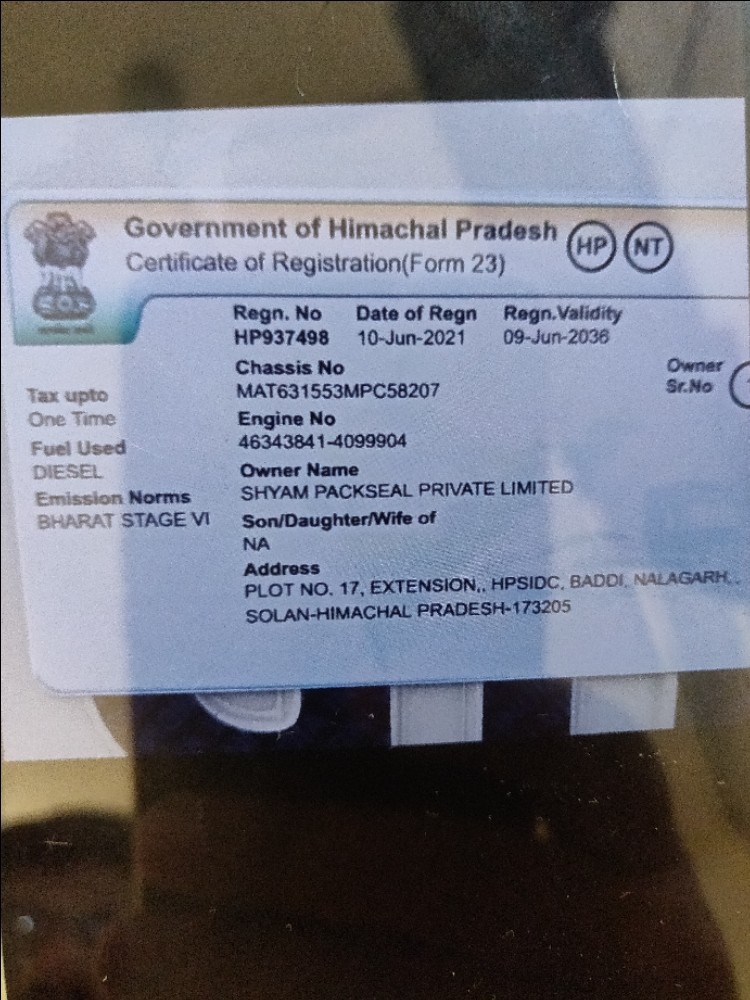 Government of Himachal Pradesh HP NT
Certificate of Registration(Form 23)
Regn. No Date of Regn Regn.Validity
HP937498 10-Jun-2021 09-Jun-2036
Chassis No
MAT631553MPC58207
Owner
Sr.No
Tax upto
One Time
Engine No
46343841-4099904
Fuel Used
DIESEL
Owner Name
SHYAM PACKSEAL PRIVATE LIMITED
Emission Norms
BHARAT STAGE VI
Son/Daughter/Wife of
NA
Address
PLOT NO. 17, EXTENSION,, HPSIDC, BADDI, NALAGARH, .
SOLAN-HIMACHAL PRADESH-173205